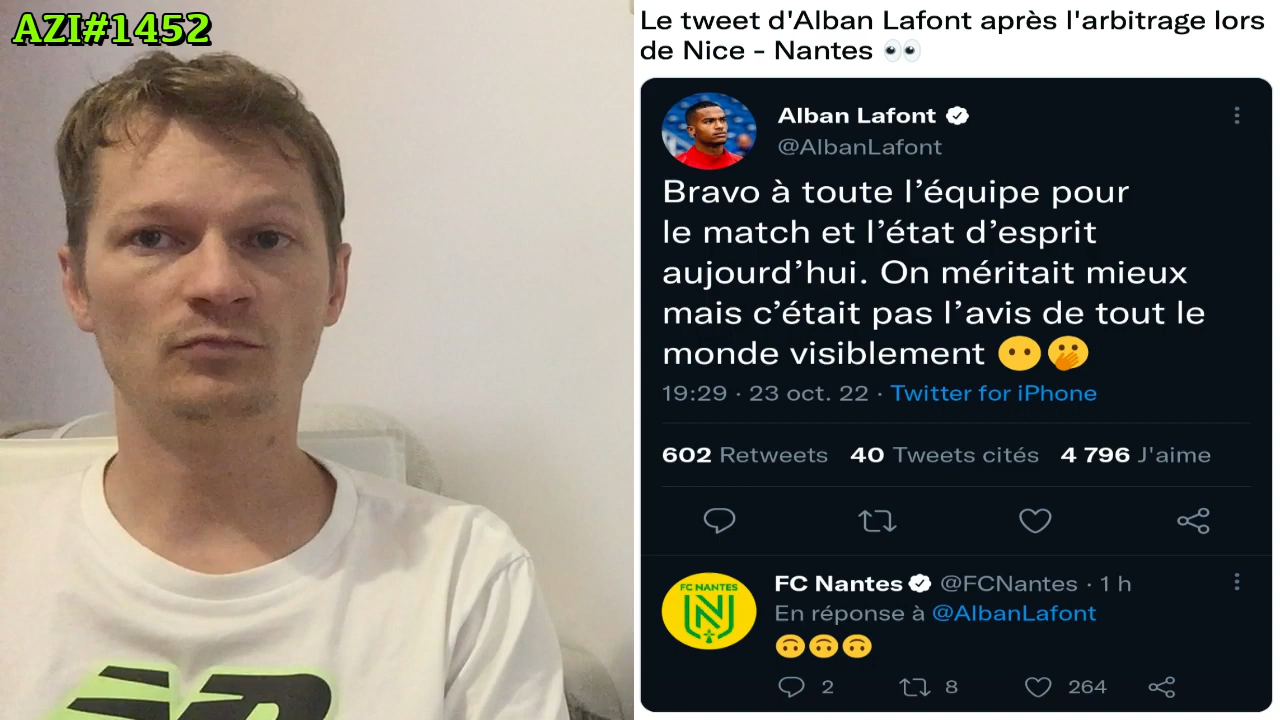 AZI#1452
Le tweet d'Alban Lafont après l'arbitrage lors
de Nice - Nantes 👀
Alban Lafont
@AlbanLafont
Bravo à toute l’équipe pour
le match et l’état d’esprit
aujourd’hui. On méritait mieux
mais c’était pas l’avis de tout le
monde visiblement 😶🫢
19:29 · 23 oct. 22 · Twitter for iPhone
602 Retweets 40 Tweets cités 4 796 J'aime
FC NANTES
N
FC Nantes @FCNantes · 1 h
En réponse à @AlbanLafont
🙃🙃🙃
2 8 264